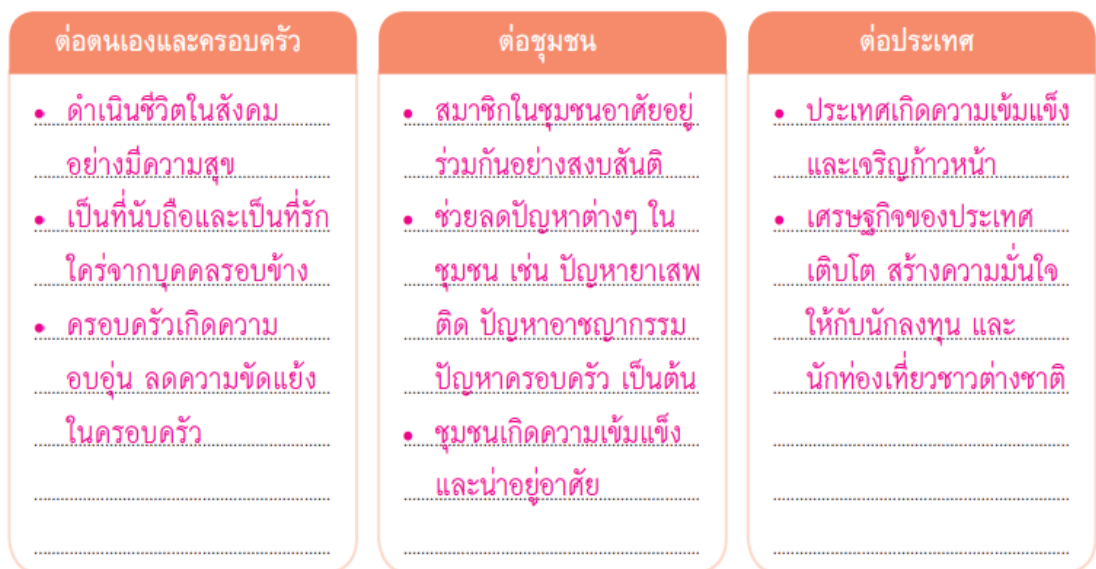 ต่อตนเองและครอบครัว
• ดำเนินชีวิตในสังคม
อย่างมีความสุข
• เป็นที่นับถือและเป็นที่รัก
ใคร่จากบุคคลรอบข้าง
• ครอบครัวเกิดความ
อบอุ่น ลดความขัดแย้ง
ในครอบครัว
ต่อชุมชน
• สมาชิกในชุมชนอาศัยอยู่
ร่วมกันอย่างสงบสันติ
• ช่วยลดปัญหาต่างๆ ใน
ชุมชน เช่น ปัญหายาเสพ
ติด ปัญหาอาชญากรรม
ปัญหาครอบครัว เป็นต้น
• ชุมชนเกิดความเข้มแข็ง
และน่าอยู่อาศัย
ต่อประเทศ
• ประเทศเกิดความเข้มแข็ง
และเจริญก้าวหน้า
• เศรษฐกิจของประเทศ
เติบโต สร้างความมั่นใจ
ให้กับนักลงทุน และ
นักท่องเที่ยวชาวต่างชาติ